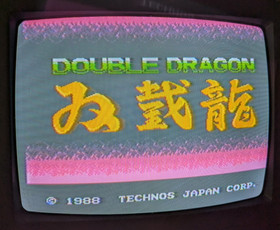 DOUBLE DRAGON
双截龍
© 1988 TECHNOS JAPAN CORP.